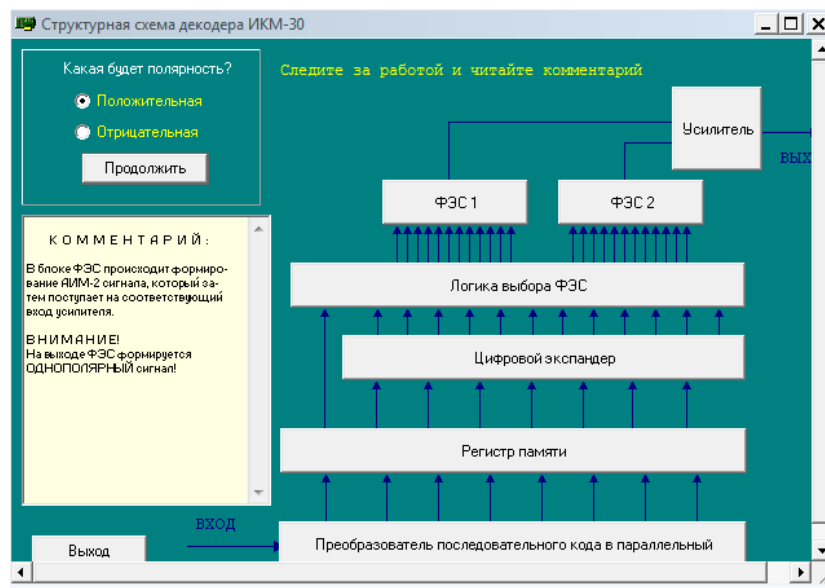 Структурная схема декодера ИКМ-30
Какая будет полярность?
Положительная
Отрицательная
Продолжить
Следите за работой и читайте комментарий
Усилитель
ВЫХ
ФЭС 1
ФЭС 2
КОММЕНТАРИЙ:
В блоке ФЭС происходит формиро-
вание АИМ-2 сигнала, который за-
тем поступает на соответствующий
вход усилителя.
ВНИМАНИЕ!
На выходе ФЭС формируется
ОДНОПОЛЯРНЫЙ сигнал!
Логика выбора ФЭС
Цифровой экспандер
Регистр памяти
ВХОД
Преобразователь последовательного кода в параллельный
Выход